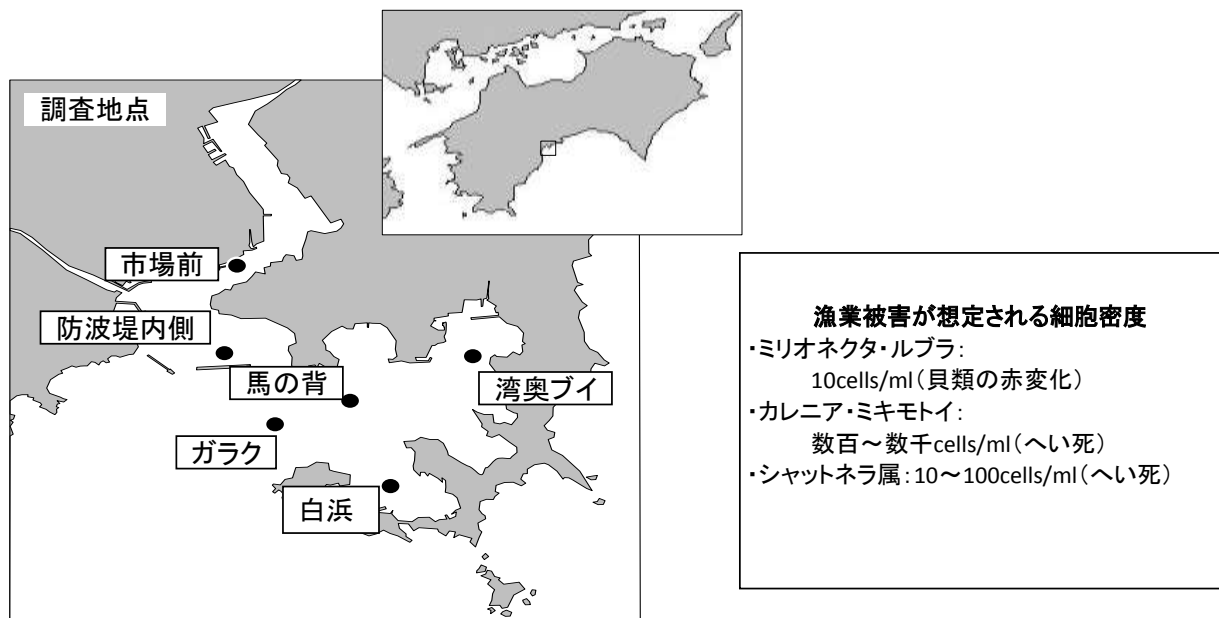 調査地点
市場前
防波堤内側
馬の背
湾奥ブイ
ガラク
白浜
漁業被害が想定される細胞密度
・ミリオネクタ・ルブラ：
10cells/ml（貝類の赤変化）
・カレニア・ミキモトイ：
数百～数千cells/ml（へい死）
・シャットネラ属：10～100cells/ml（へい死）